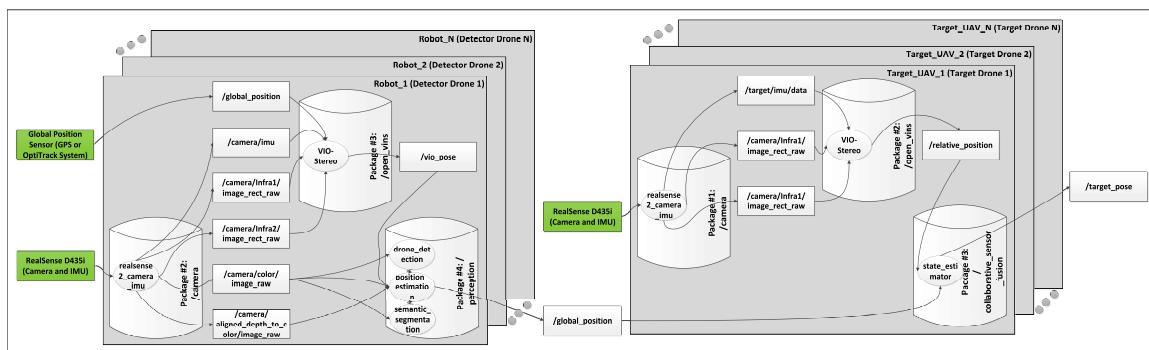 Robot_N (Detector Drone N)
Robot_2 (Detector Drone 2)
Robot_1 (Detector Drone 1)
Global Position
Sensor (GPS or
OptiTrack System)
RealSense D435i
(Camera and IMU)
/global_position
/camera/imu
/camera/Infra1/
image_rect_raw
/camera/Infra2/
image_rect_raw
/camera/color/
image_raw
/camera/
aligned_depth_to_c
olor/image_raw
realsense
2_camera
_imu
Package #2:
/camera
VIO-
Stereo
Package #3:
/open_vins
/vio_pose
drone_det
ection
position
estimatio
semantic_
segmenta
tion
Package #4: /
perception
/global_position
Target_UAV_N (Target Drone N)
Target_UAV_2 (Target Drone 2)
Target_UAV_1 (Target Drone 1)
RealSense D435i
(Camera and IMU)
realsense
2_camera
_imu
Package #1:
/camera
/target/imu/data
/camera/Infra1/
image_rect_raw
/camera/Infra1/
image_rect_raw
VIO-
Stereo
Package #2:
/open_vins
/relative_position
state_esti
mator
Package #3:
collaborative_sensor
_fusion
/target_pose